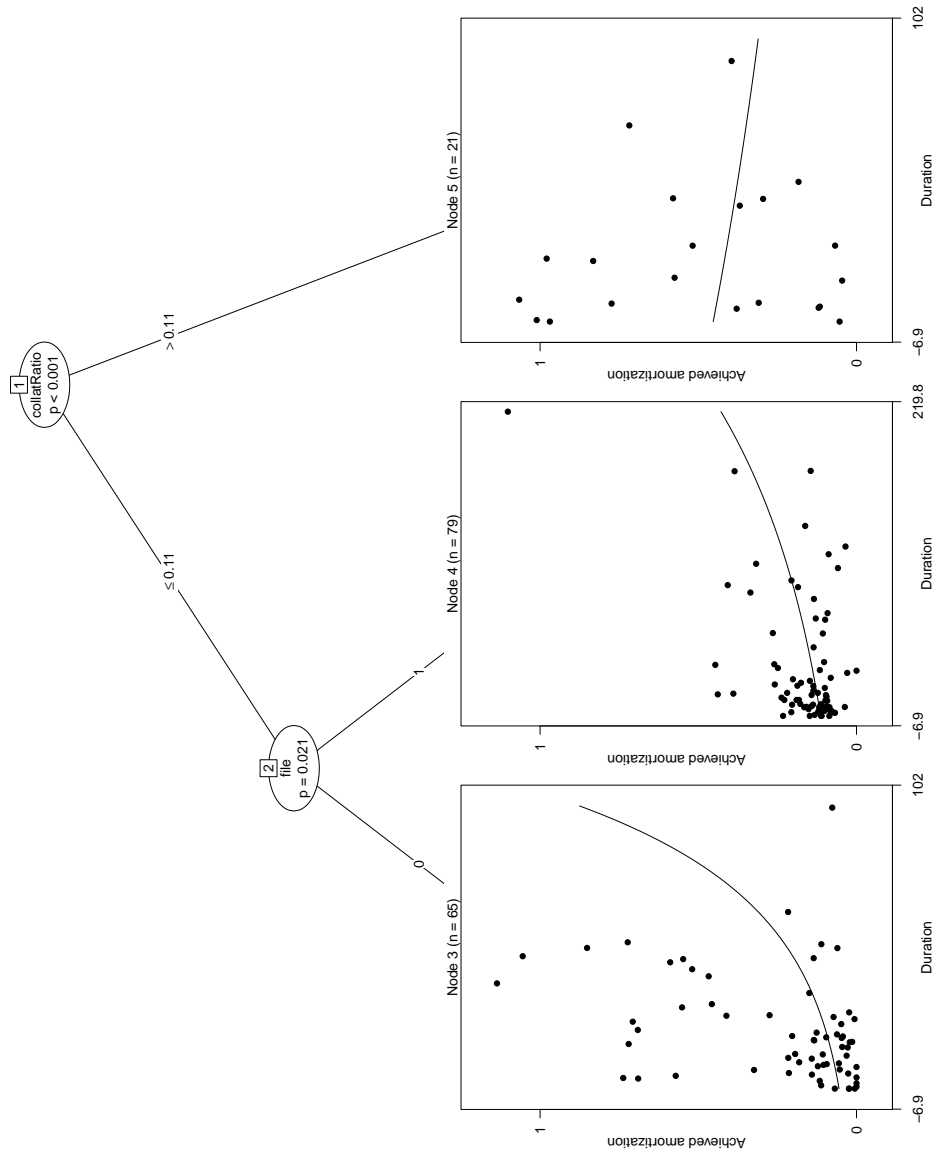 1
collatRatio
p < 0.001
≤ 0.11
> 0.11
2
file
p = 0.021
0
1
Node 3 (n = 65)
Achieved amortization
0
1
−6.9
102
Duration
Node 4 (n = 79)
Achieved amortization
0
1
−6.9
219.8
Duration
Node 5 (n = 21)
Achieved amortization
0
1
−6.9
102
Duration